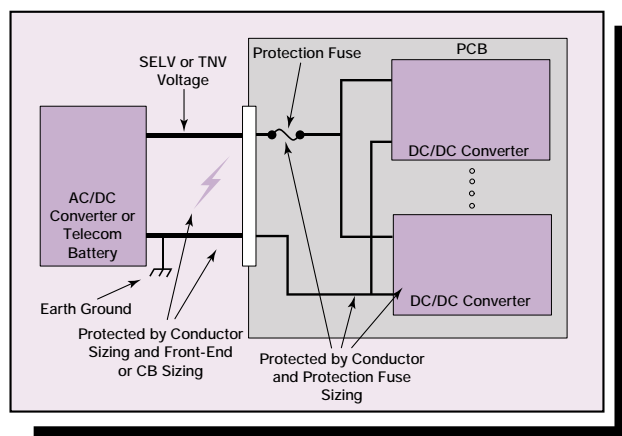 Protection Fuse
PCB
SELV or TNV
Voltage
DC/DC Converter
AC/DC
Converter or
Telecom
Battery
DC/DC Converter
Earth Ground
Protected by Conductor
Sizing and Front-End
or CB Sizing
Protected by Conductor
and Protection Fuse
Sizing